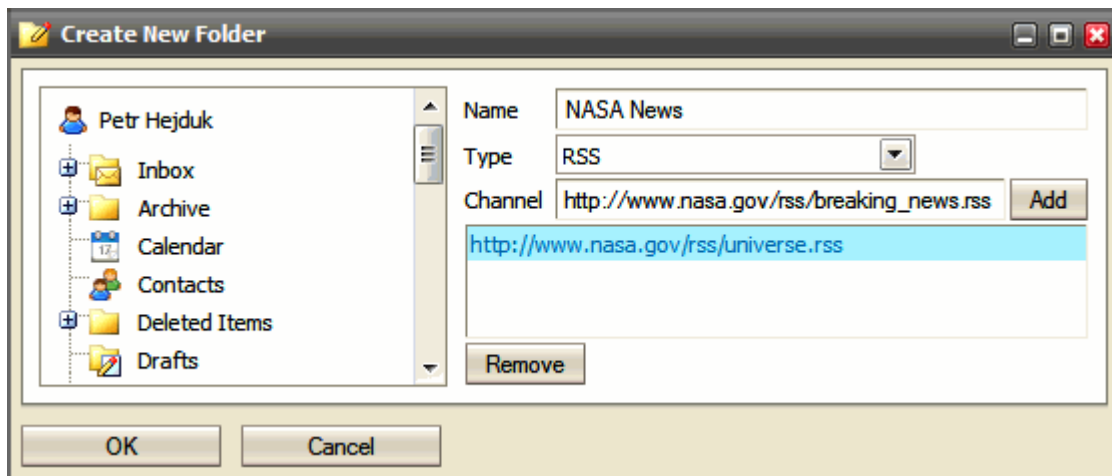 Create New Folder
Petr Hejduk
Inbox
Archive
Calendar
17
Contacts
Deleted Items
Drafts
Name NASA News
Type RSS
Channel http://www.nasa.gov/rss/breaking_news.rss Add
http://www.nasa.gov/rss/universe.rss
Remove
OK Cancel